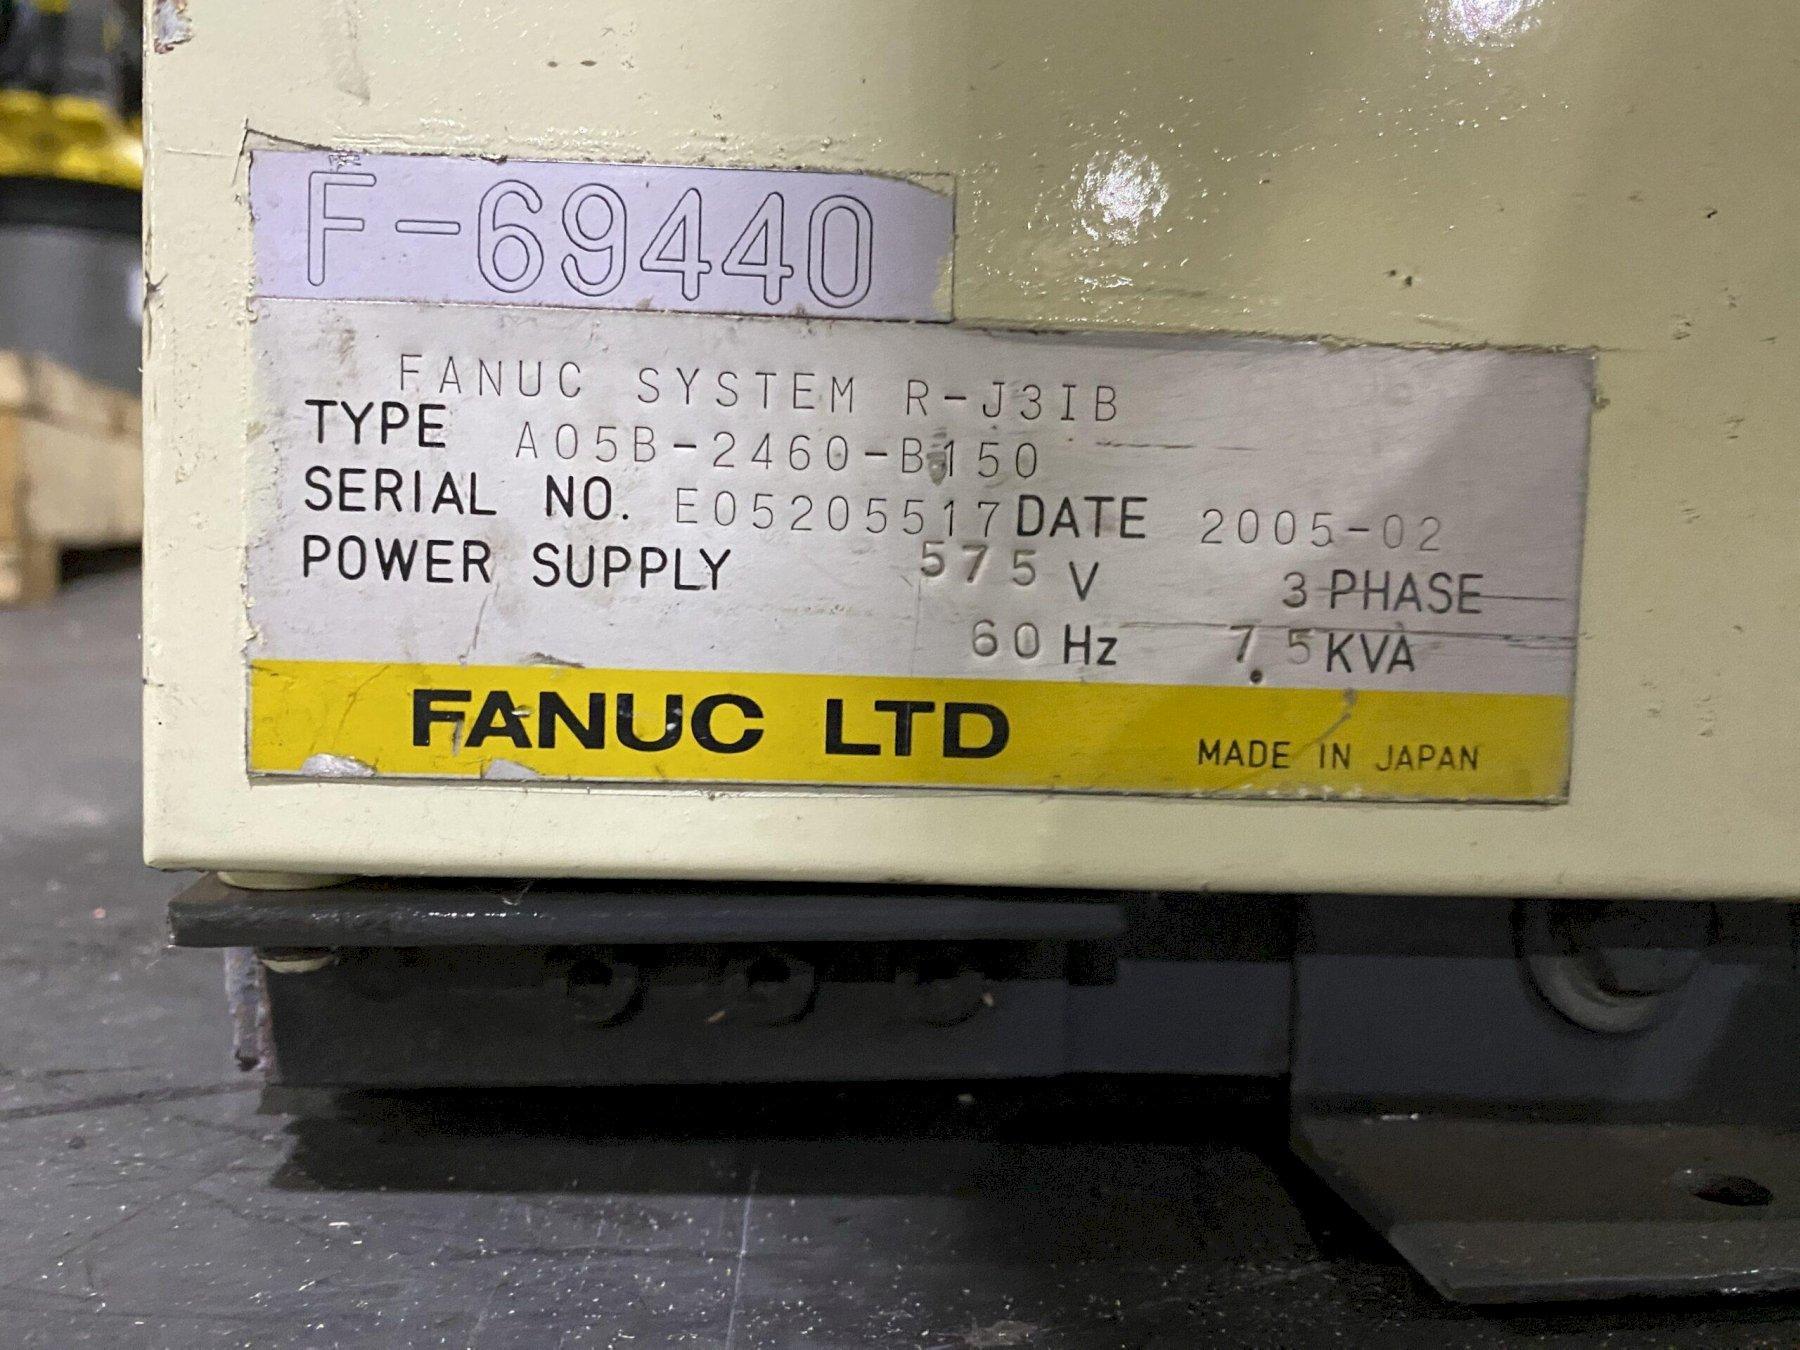 F-69440
FANUC SYSTEM R-J3IB
TYPE A05B-2460-B150
SERIAL NO. E05205517 DATE 2005-02
POWER SUPPLY 575 V 3 PHASE
60 Hz 7.5 KVA
FANUC LTD MADE IN JAPAN